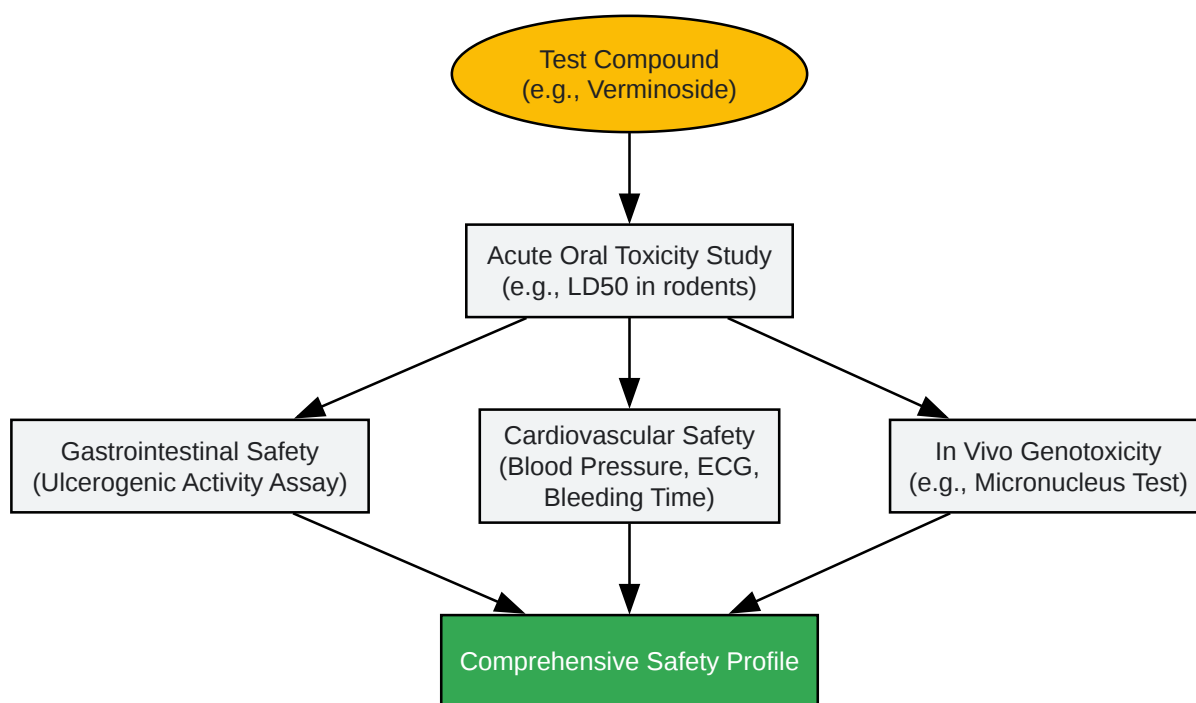 Test Compound
(e.g., Verminoside)
Acute Oral Toxicity Study
(e.g., LD50 in rodents)
Gastrointestinal Safety
(Ulcerogenic Activity Assay)
Cardiovascular Safety
(Blood Pressure, ECG,
Bleeding Time)
In Vivo Genotoxicity
(e.g., Micronucleus Test)
Comprehensive Safety Profile